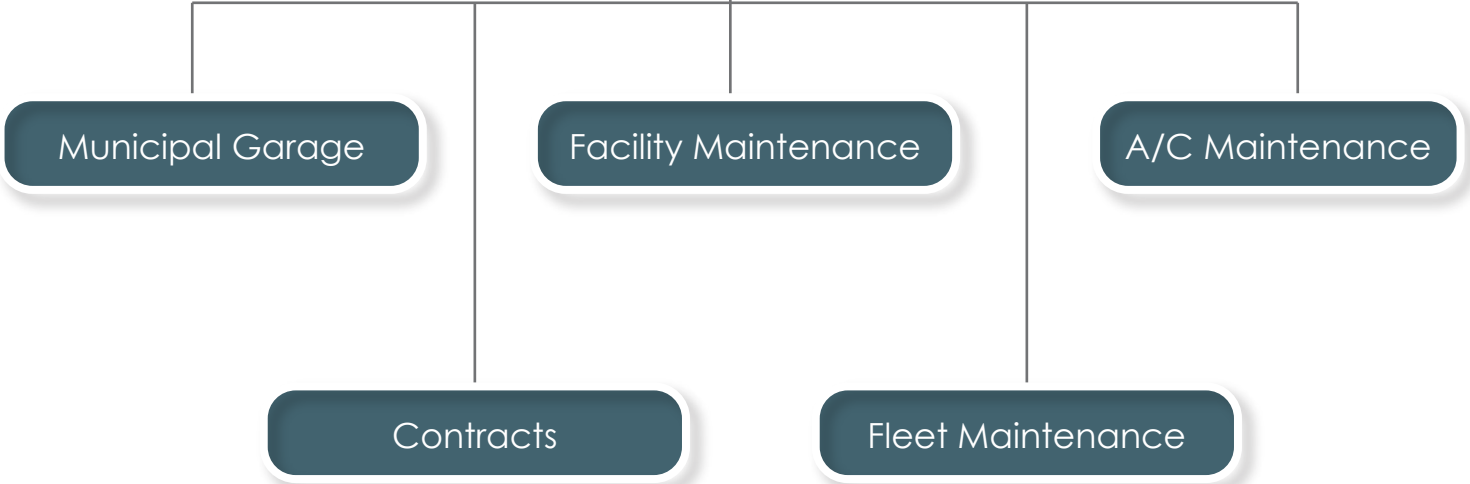 Municipal Garage
Facility Maintenance
A/C Maintenance
Contracts
Fleet Maintenance